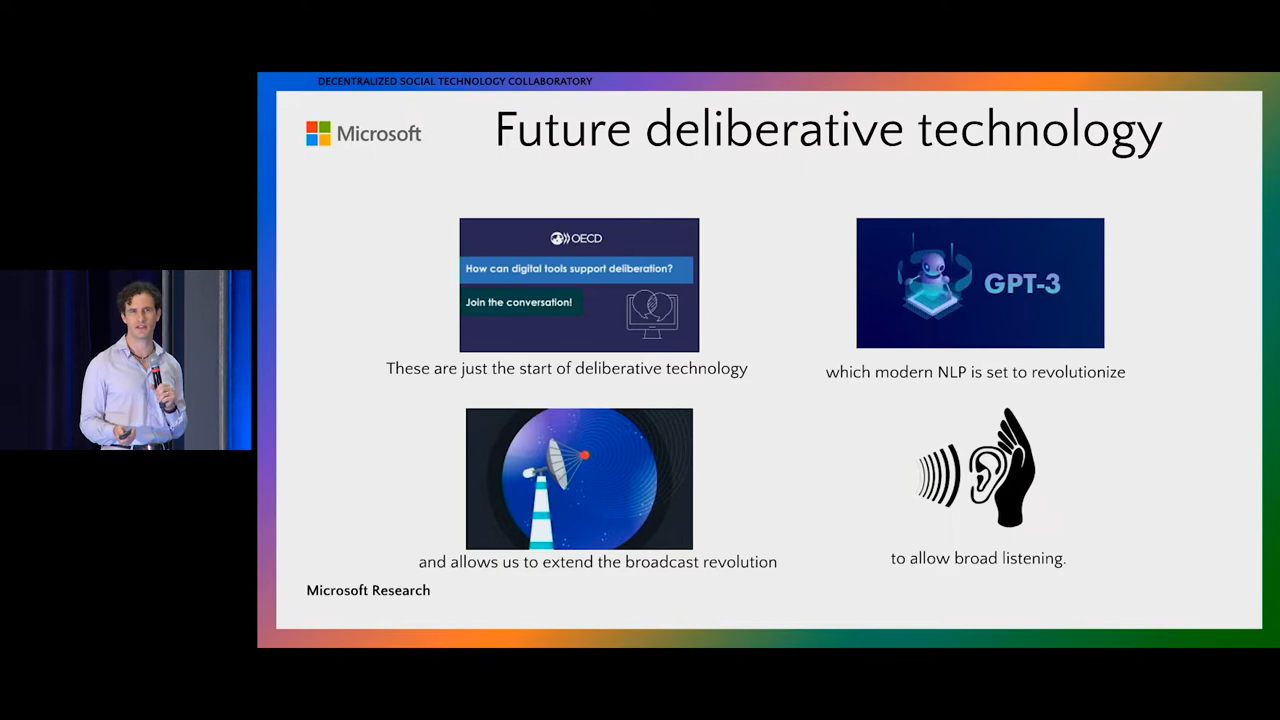 DECENTRALIZED SOCIAL TECHNOLOGY COLLABORATORY
Microsoft
Future deliberative technology
OECD
How can digital tools support deliberation?
Join the conversation!
These are just the start of deliberative technology
GPT-3
which modern NLP is set to revolutionize
and allows us to extend the broadcast revolution
to allow broad listening.
Microsoft Research